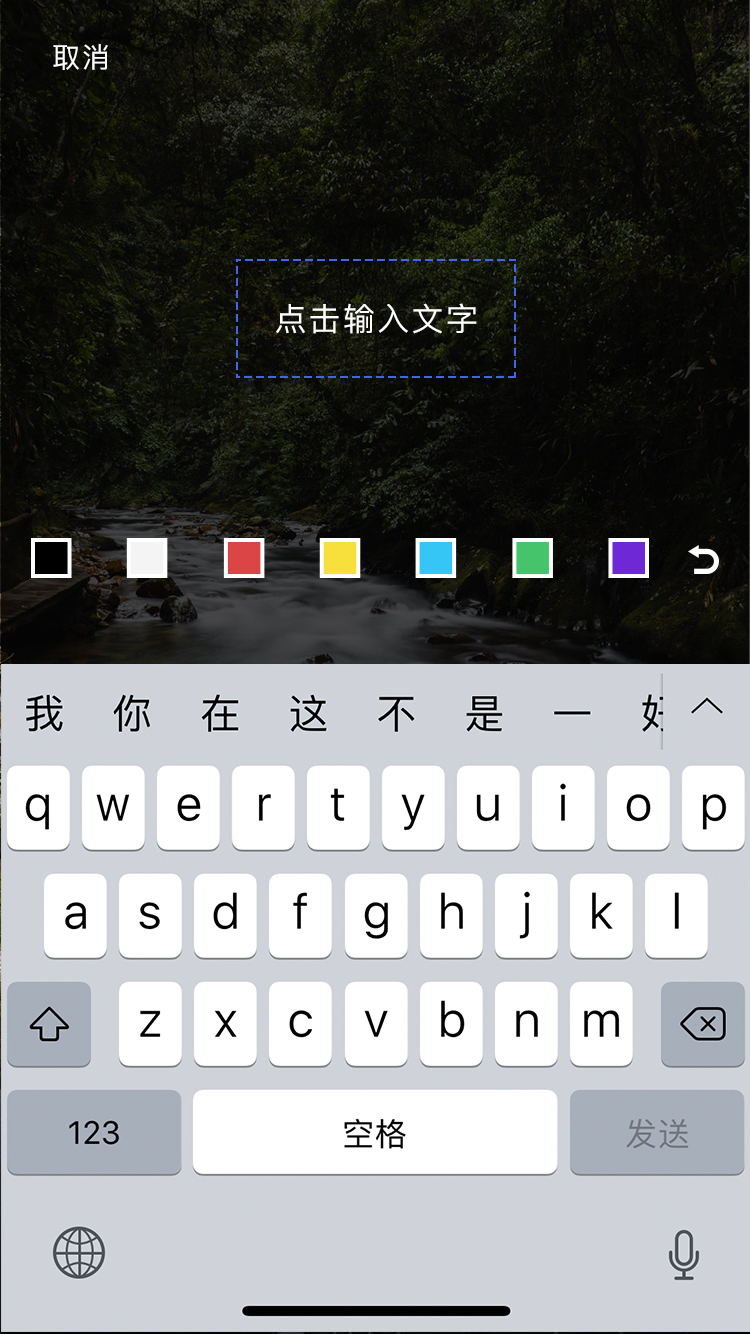 取消
点击输入文字
我 你 在 这 不 是 一
q w e r t y u i o p
a s d f g h j k l
z x c v b n m
123 空格 发送